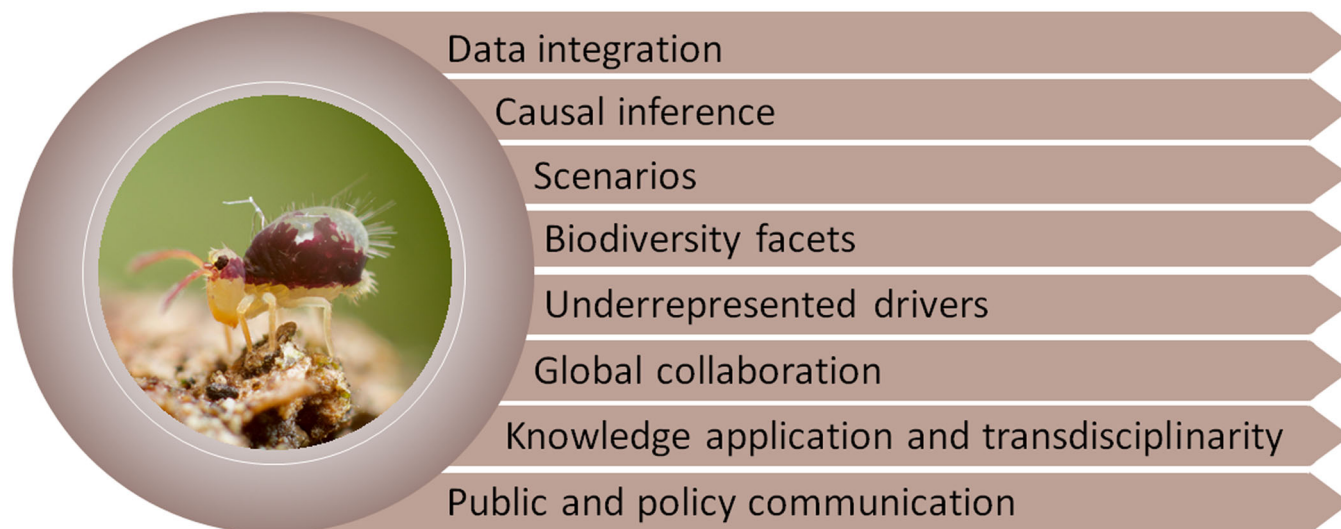 Data integration
Causal inference
Scenarios
Biodiversity facets
Underrepresented drivers
Global collaboration
Knowledge application and transdisciplinarity
Public and policy communication